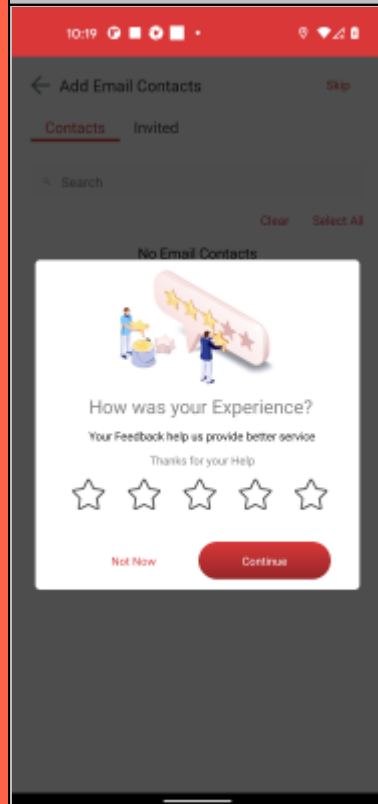 10:19
Add Email Contacts Skip
Contacts Invited
Search
Clear Select All
No Email Contacts
How was your Experience?
Your Feedback help us provide better service
Thanks for your Help
Not Now Continue